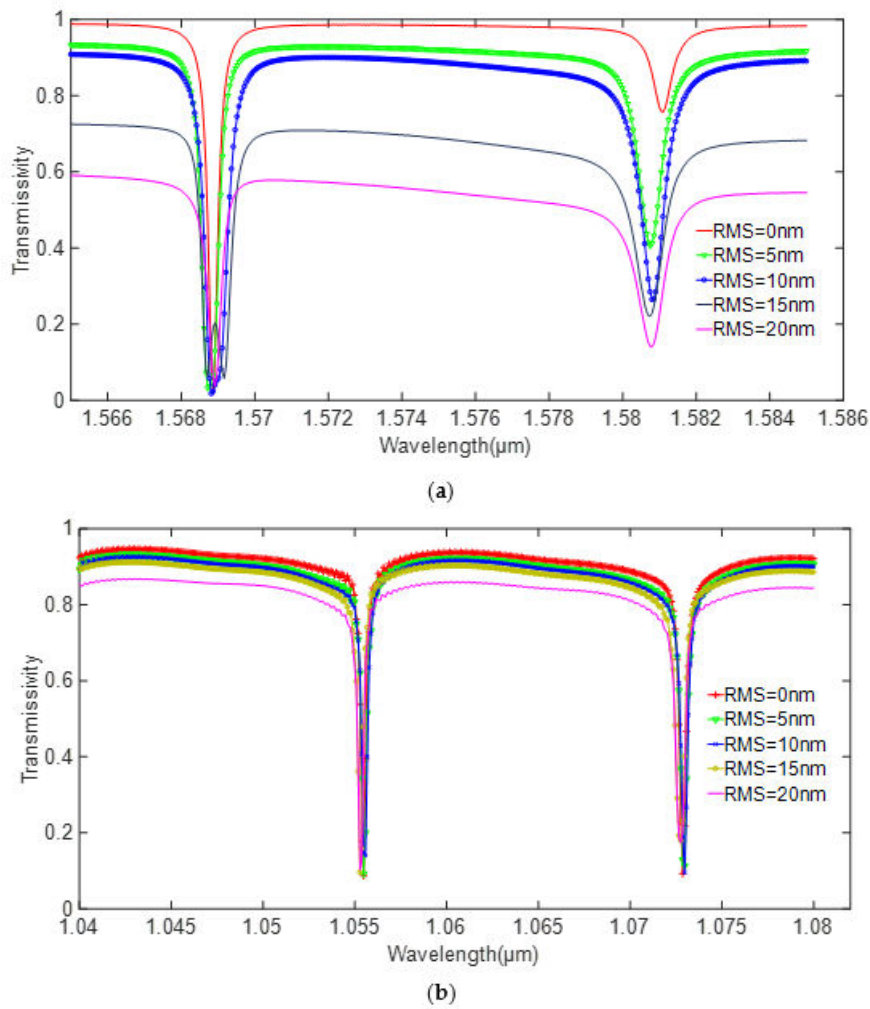 1
0.8
0.6
0.4
0.2
0
Transmissivity
RMS=0nm
RMS=5nm
RMS=10nm
RMS=15nm
RMS=20nm
1.566 1.568 1.57 1.572 1.574 1.576 1.578 1.58 1.582 1.584 1.586
Wavelength(μm)
(a)
1
0.8
0.6
0.4
0.2
0
Transmissivity
RMS=0nm
RMS=5nm
RMS=10nm
RMS=15nm
RMS=20nm
1.04 1.045 1.05 1.055 1.06 1.065 1.07 1.075 1.08
Wavelength(μm)
(b)